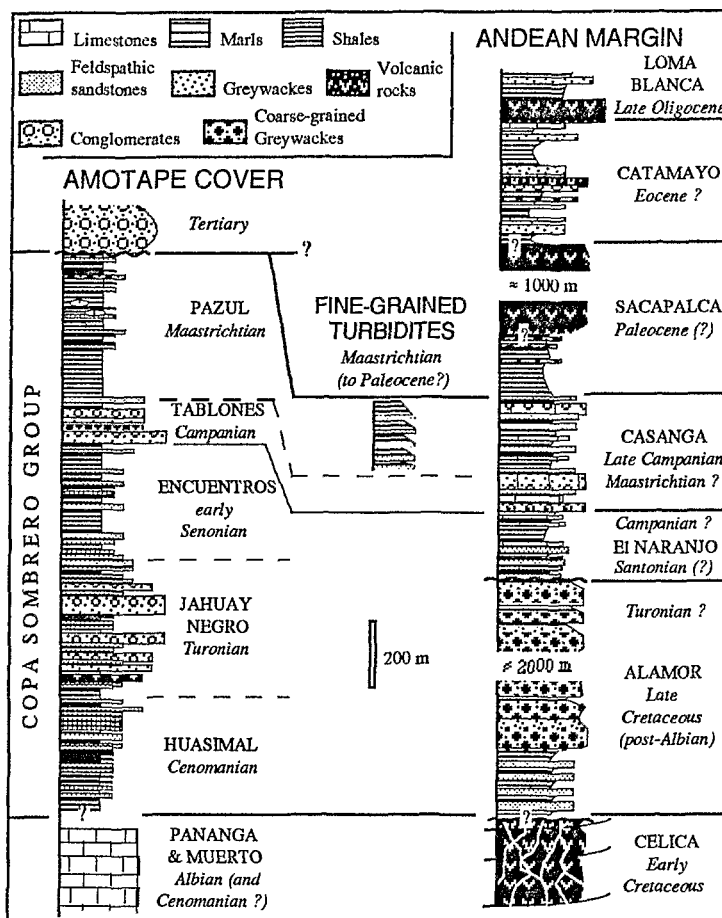 Limestones
Marls
Shales
Feldspathic
sandstones
Greywackes
Volcanic
rocks
Conglomerates
Coarse-grained
Greywackes
AMOTAPE COVER
Tertiary
?
COPA SOMBRERO GROUP
PAZUL
Maastrichtian
TABLONES
Campanian
ENCUENTROS
early
Senonian
JAHUAY
NEGRO
Turonian
HUASIMAL
Cenomanian
?
PANANGA
& MUERTO
Albian (and
Cenomanian ?)
FINE-GRAINED
TURBIDITES
Maastrichtian
(to Paleocene?)
200 m
ANDEAN MARGIN
LOMA
BLANCA
Late Oligocene
CATAMAYO
Eocene ?
?
≈ 1000 m
SACAPALCA
Paleocene (?)
?
CASANGA
Late Campanian
Maastrichtian ?
Campanian ?
El NARANJO
Santonian (?)
Turonian ?
≠ 2000 m
ALAMOR
Late
Cretaceous
(post-Albian)
?
CELICA
Early
Cretaceous